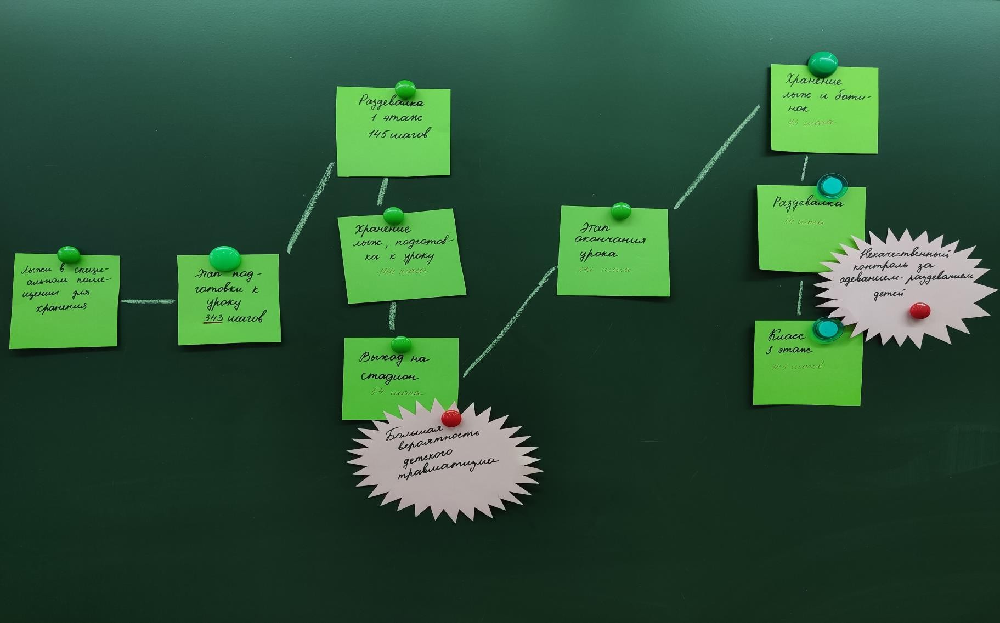 Лыжи в специ-
альном поме-
щении для
хранения
Этап под-
готовки к
уроку
343 шагов
Раздевалка
1 этаж
145 шагов
Хранение
лыж, подготов-
ка к уроку
144 шага
Выход на
стадион
54 шага
Большая
вероятность
детского
травматизма
Этап
окончания
урока
272 шага
Хранение
лыж и боти-
нок
73 шага
Раздевалка
54 шага
Некачественный
контроль за
одеванием-раздеванием
детей
Класс
3 этаж
145 шагов